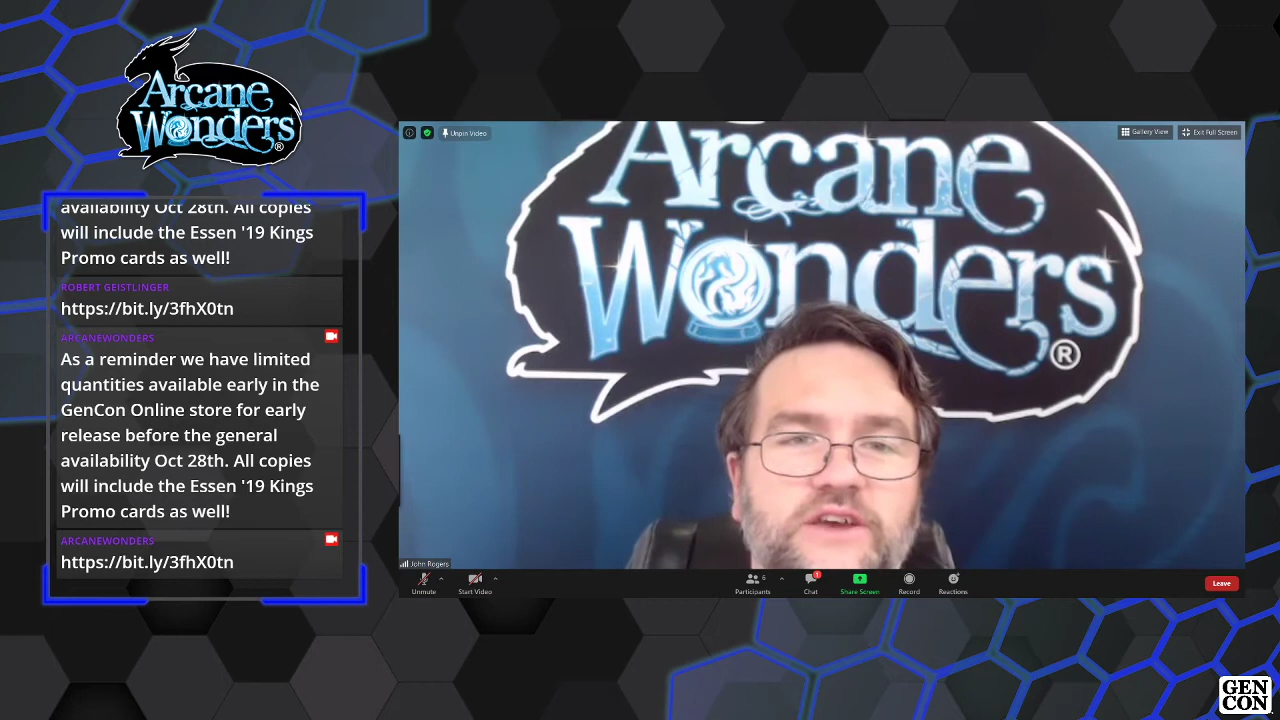 Arcane
Wonders®
availability Oct 28th. All copies
will include the Essen '19 Kings
Promo cards as well!
ROBERT GEISTLINGER
https://bit.ly/3fhX0tn
ARCANEWONDERS
As a reminder we have limited
quantities available early in the
GenCon Online store for early
release before the general
availability Oct 28th. All copies
will include the Essen '19 Kings
Promo cards as well!
ARCANEWONDERS
https://bit.ly/3fhX0tn
Unpin Video
Gallery View
Exit Full Screen
Arcane
Wonders®
John Rogers
Unmute
Start Video
6
Participants
1
Chat
Share Screen
Record
Reactions
Leave
GEN
CON